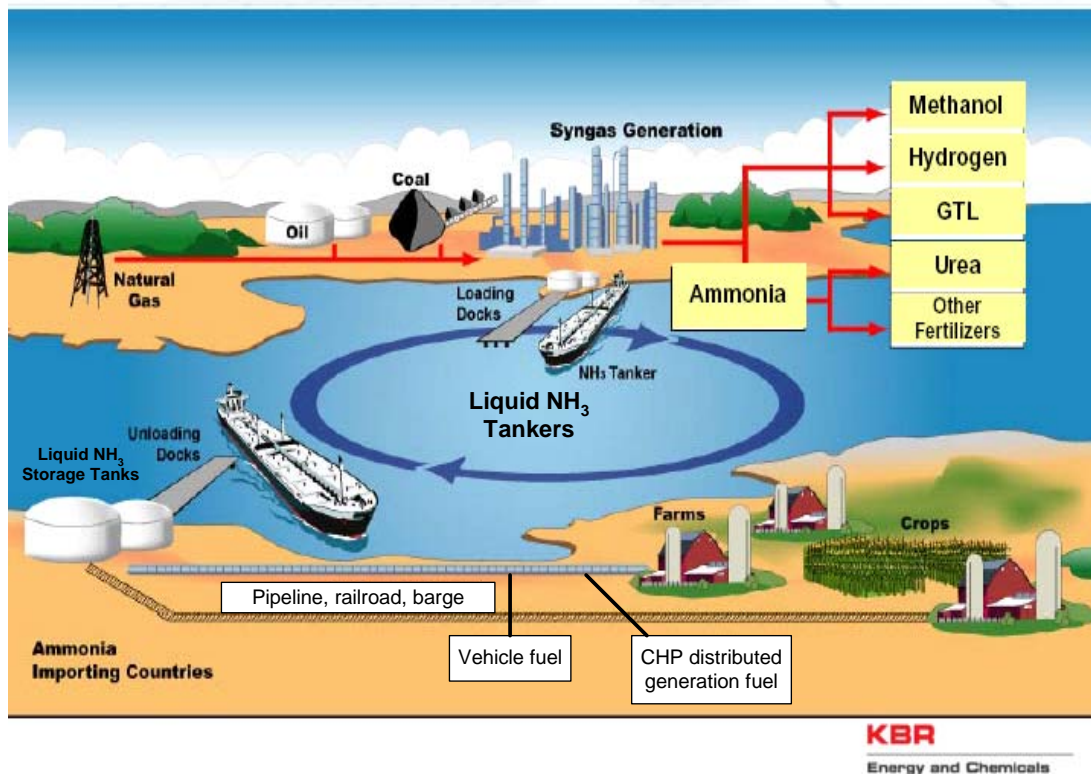 Methanol
Syngas Generation
Hydrogen
Coal
GTL
Oil
Urea
Natural
Gas
Ammonia
Other
Fertilizers
Loading
Docks
NH₃ Tanker
Liquid NH₃
Tankers
Unloading
Docks
Liquid NH₃
Storage Tanks
Farms
Crops
Pipeline, railroad, barge
Vehicle fuel
CHP distributed
generation fuel
Ammonia
Importing Countries
KBR
Energy and Chemicals